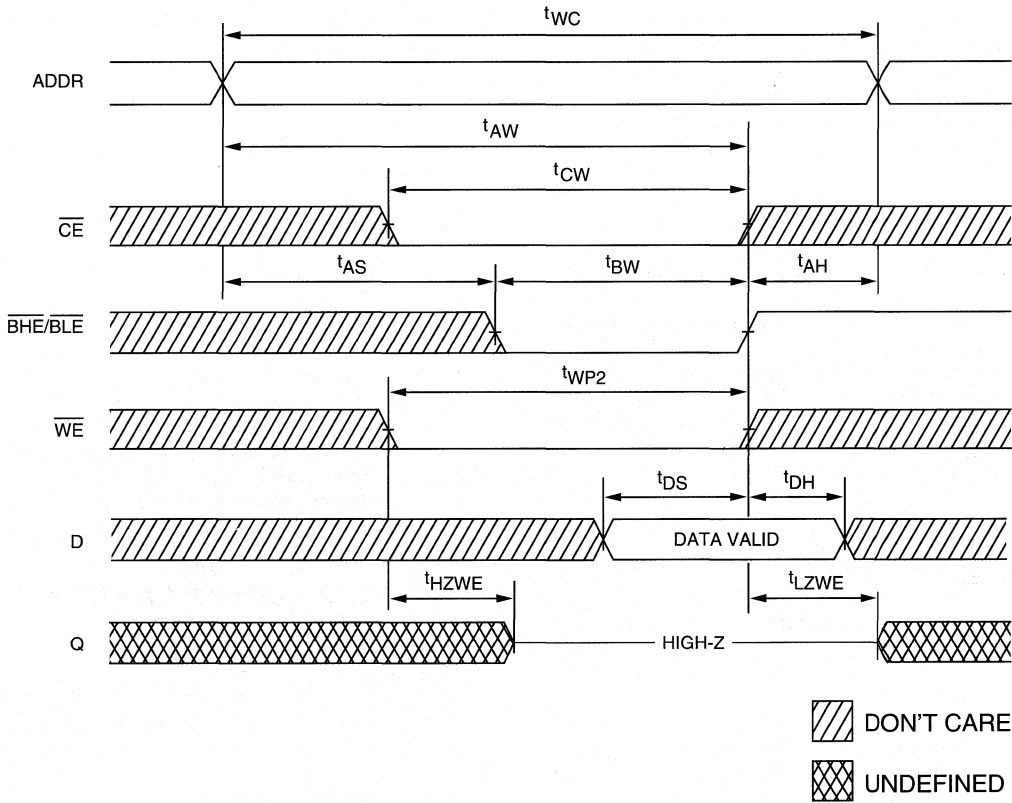 tWC
ADDR
tAW
tCW
CE
tAS tBW tAH
BHE/BLE
tWP2
WE
tDS tDH
D DATA VALID
tHZWE tLZWE
Q HIGH-Z
DON'T CARE
UNDEFINED